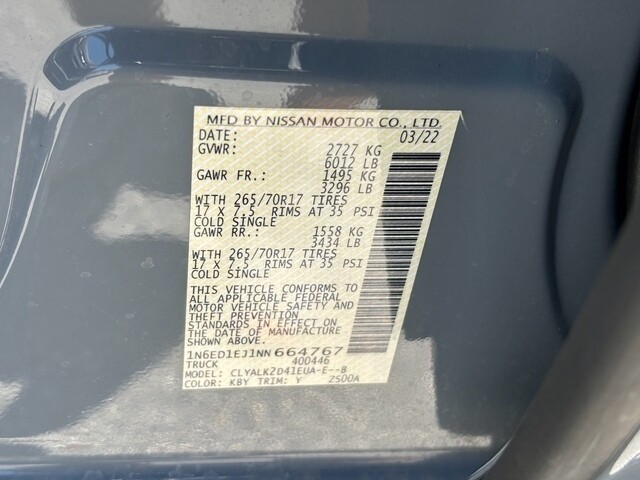 MFD BY NISSAN MOTOR CO., LTD.
DATE: 03/22
GVWR: 2727 KG
6012 LB
GAWR FR.: 1495 KG
3296 LB
WITH 265/70R17 TIRES
17 X 7.5 RIMS AT 35 PSI
COLD SINGLE
GAWR RR.: 1558 KG
3434 LB
WITH 265/70R17 TIRES
17 X 7.5 RIMS AT 35 PSI
COLD SINGLE
THIS VEHICLE CONFORMS TO
ALL APPLICABLE FEDERAL
MOTOR VEHICLE SAFETY AND
THEFT PREVENTION
STANDARDS IN EFFECT ON
THE DATE OF MANUFACTURE
SHOWN ABOVE.
1N6ED1EJ1NN664767
TRUCK 400446
MODEL: CLYALK2D41EUA-E--B
COLOR: KBY TRIM: Y 2500A